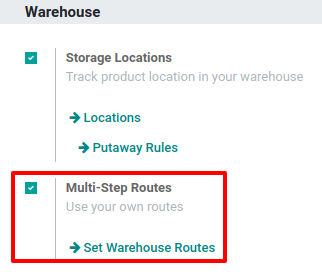 Warehouse
Storage Locations
Track product location in your warehouse
Locations
Putaway Rules
Multi-Step Routes
Use your own routes
Set Warehouse Routes